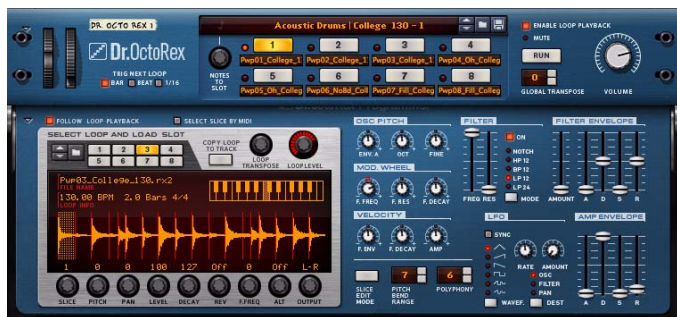 DR. OCTO REX 1
Acoustic Drums | College 130 - 1
Dr.OctoRex
TRIG NEXT LOOP
BAR BEAT 1/16
NOTES TO SLOT
1 2 3 4
Pwp01_College_1 Pwp02_College_1 Pwp03_College_1 Pwp04_Oh_Colleg
5 6 7 8
Pwp05_Oh_Colleg Pwp06_No8d_Coll Pwp07_Fill_Colleg Pwp08_Fill_Colleg
ENABLE LOOP PLAYBACK
MUTE
RUN
0
GLOBAL TRANSPOSE
VOLUME
FOLLOW LOOP PLAYBACK
SELECT SLICE BY MIDI
SELECT LOOP AND LOAD SLOT
1 2 3 4
5 6 7 8
COPY LOOP TO TRACK
LOOP TRANSPOSE
LOOP LEVEL
Pwp03_College_130.rx2
FILE NAME
130.00 BPM 2.0 Bars 4/4
LOOP INFO
1 0 0 100 127 Off 0 Off L-R
SLICE PITCH PAN LEVEL DECAY REV F.FREQ ALT OUTPUT
OSC PITCH
ENV. A OCT FINE
MOD. WHEEL
F. FREQ F. RES F. DECAY
VELOCITY
F. ENV F. DECAY AMP
SLICE EDIT MODE
7
PITCH BEND RANGE
6
POLYPHONY
FILTER
ON
NOTCH
HP 12
BP 12
LP 12
LP 24
FREQ RES
MODE
FILTER ENVELOPE
AMOUNT A D S R
LFO
SYNC
RATE AMOUNT
OSC
FILTER
PAN
WAVEF. DEST
AMP ENVELOPE
A D S R